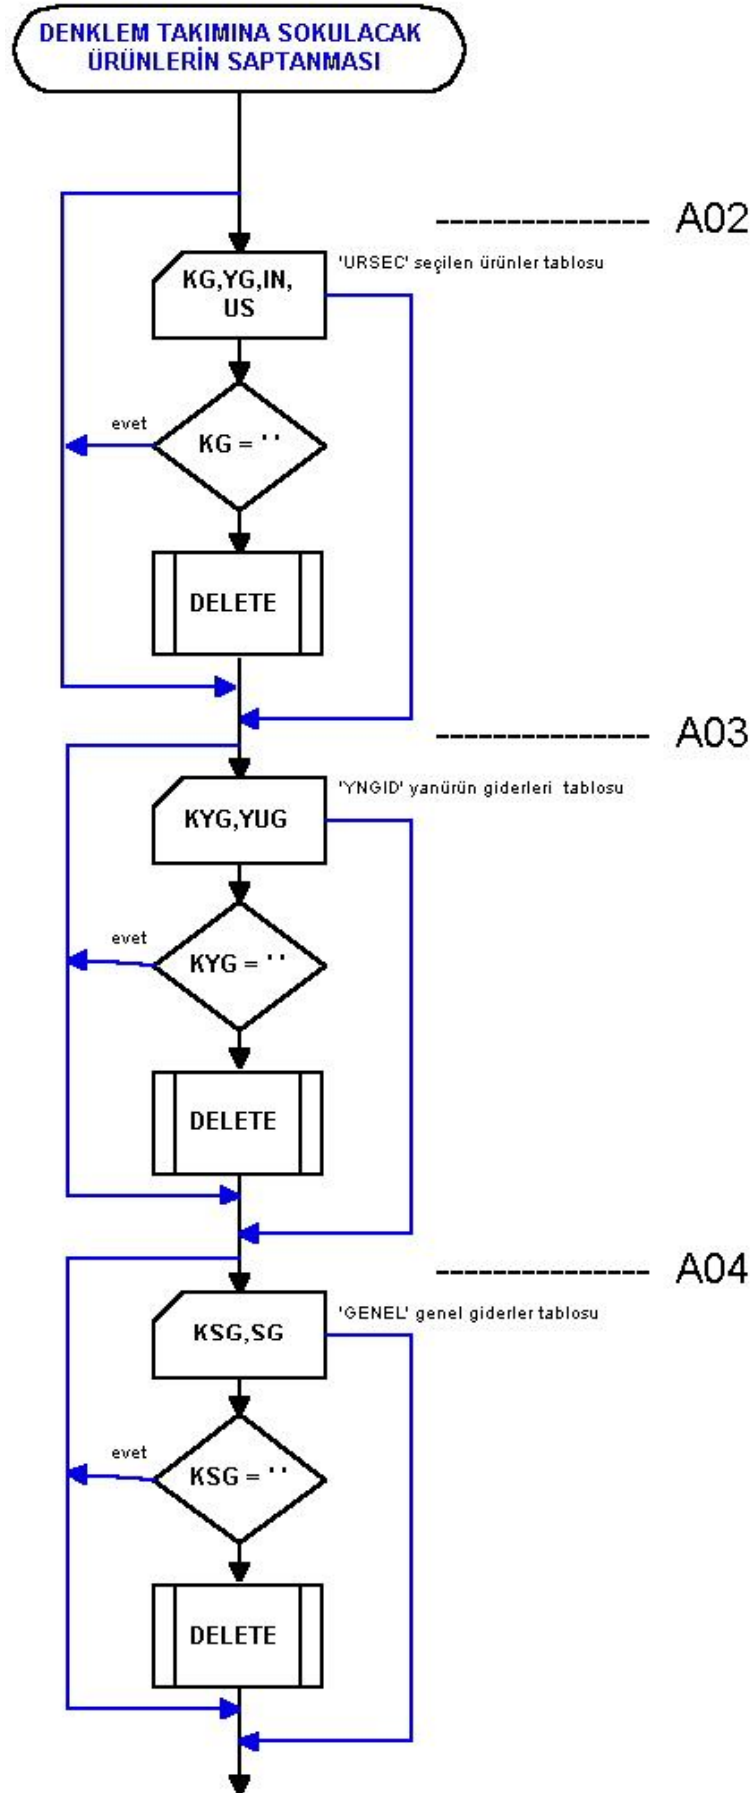 DENKLEM TAKIMINA SOKULACAK
ÜRÜNLERİN SAPTANMASI
--------------- A02
'URSEC' seçilen ürünler tablosu
KG,YG,IN,
US
evet
KG = ' '
DELETE
--------------- A03
'YNGID' yanürün giderleri tablosu
KYG,YUG
evet
KYG = ' '
DELETE
--------------- A04
'GENEL' genel giderler tablosu
KSG,SG
evet
KSG = ' '
DELETE